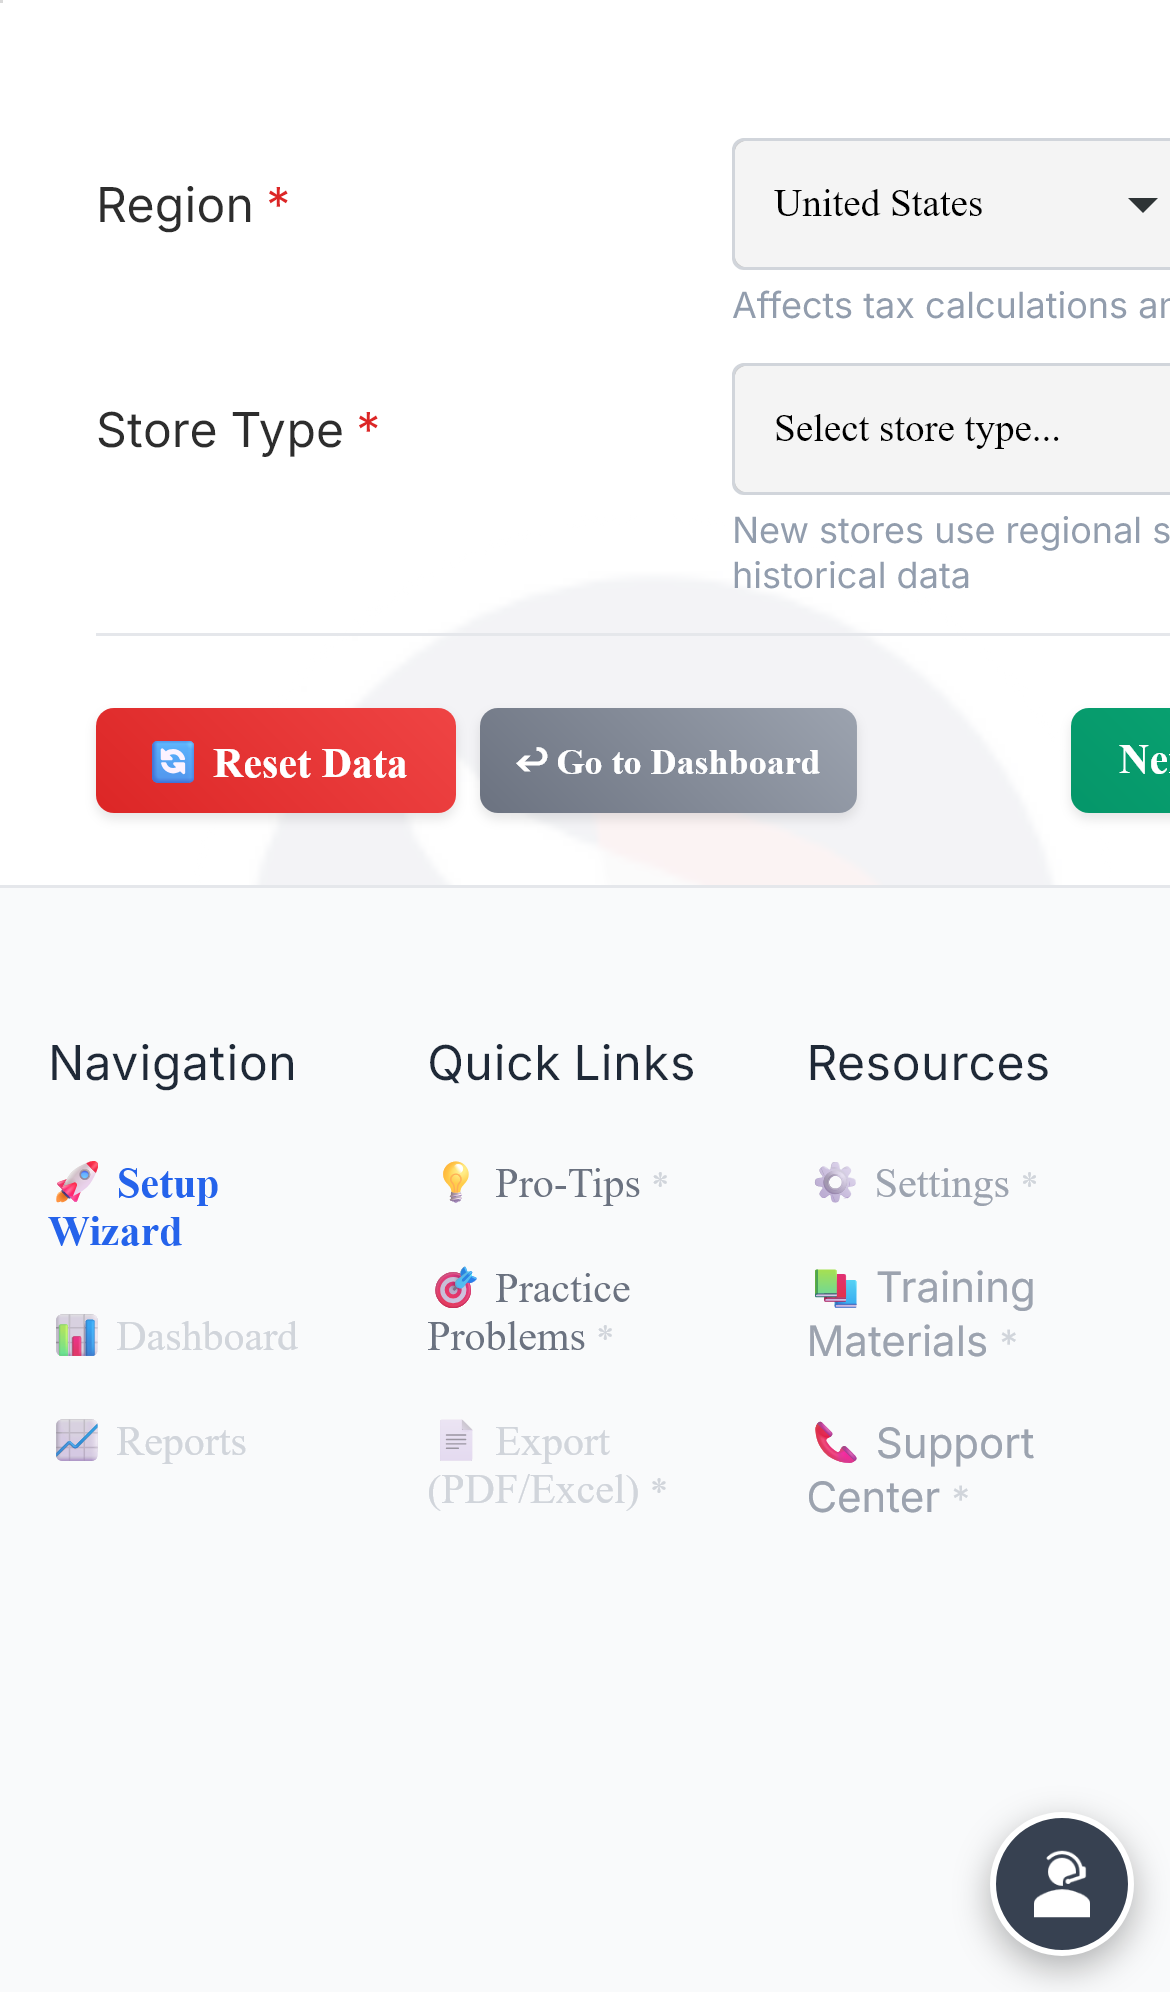 Region *
United States
Affects tax calculations
Store Type *
Select store type...
New stores use regional
historical data
Reset Data
Go to Dashboard
Navigation
Quick Links
Resources
Setup
Wizard
Dashboard
Reports
Pro-Tips *
Practice
Problems *
Export
(PDF/Excel) *
Settings *
Training
Materials *
Support
Center *